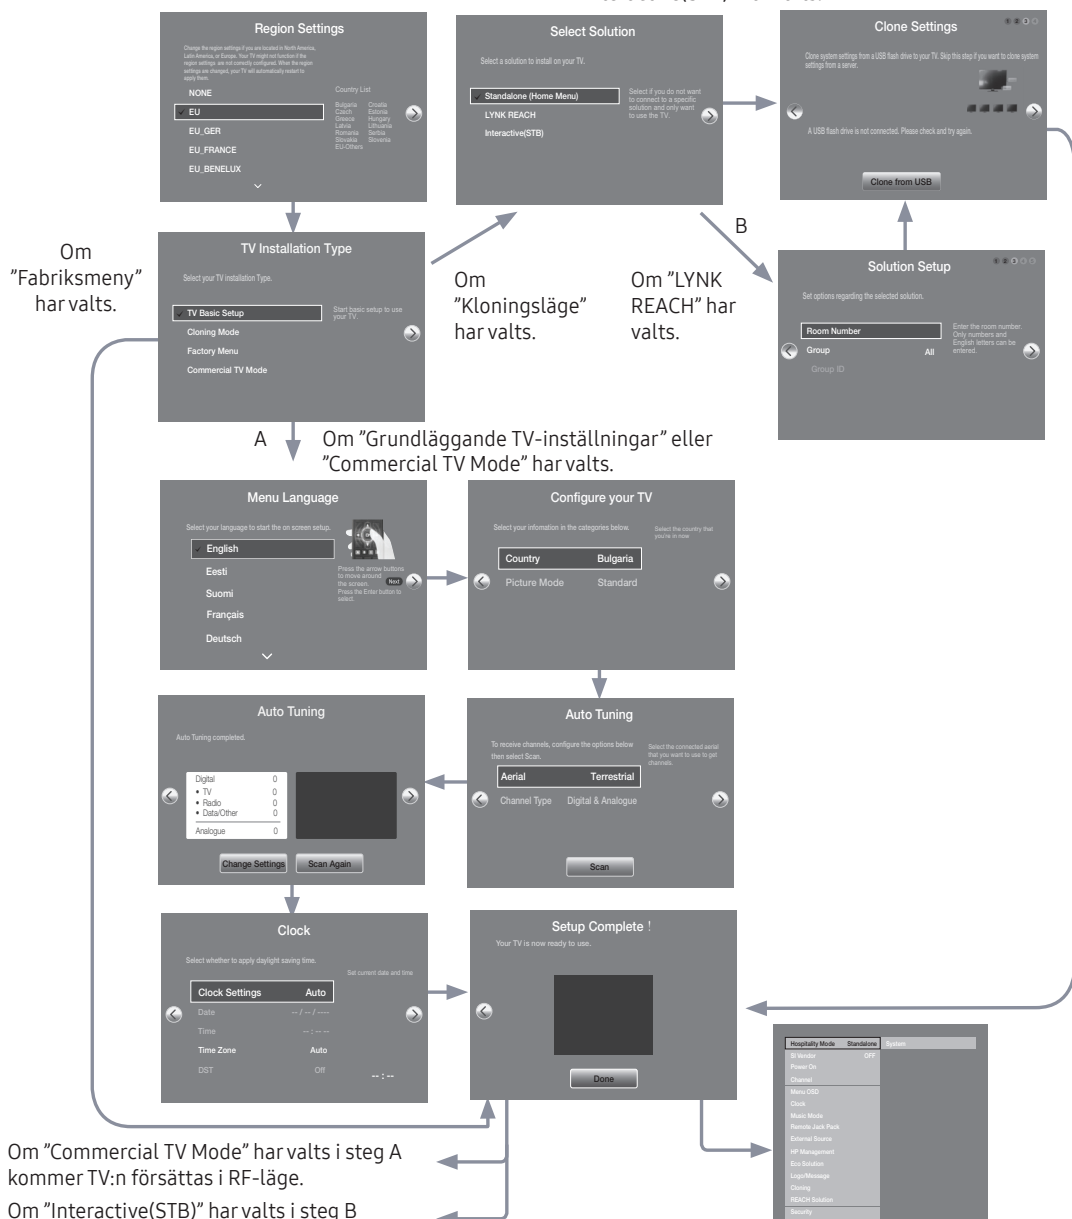 Region Settings
Change the region settings if you are located in North America,
Latin America, or Europe. Your TV might not function if the
region settings are not correctly configured. When the region
settings are changed, your TV will automatically restart to
apply them.
NONE
EU
EU_GER
EU_FRANCE
EU_BENELUX
Country List
Bulgaria Croatia
Czech Estonia
Greece Hungary
Latvia Lithuania
Romania Serbia
Slovakia Slovenia
EU-Others
Select Solution
Select a solution to install on your TV.
Standalone (Home Menu)
LYNK REACH
Interactive(STB)
Select if you do not want
to connect to a specific
solution and only want
to use the TV.
Clone Settings
Clone system settings from a USB flash drive to your TV. Skip this step if you want to clone system
settings from a server.
A USB flash drive is not connected. Please check and try again.
Clone from USB
Om
"Fabriksmeny"
har valts.
TV Installation Type
Select your TV installation Type.
TV Basic Setup
Cloning Mode
Factory Menu
Commercial TV Mode
Start basic setup to use
your TV.
Om
"Kloningsläge"
har valts.
B
Om "LYNK
REACH" har
valts.
Solution Setup
Set options regarding the selected solution.
Room Number
Group All
Group ID
Enter the room number.
Only numbers and
English letters can be
entered.
A
Om "Grundläggande TV-inställningar" eller
"Commercial TV Mode" har valts.
Menu Language
Select your language to start the on screen setup.
English
Eesti
Suomi
Français
Deutsch
Press the arrow buttons
to move around
the screen.
Press the Enter button to
select.
Next
Configure your TV
Select your infomation in the categories below.
Country Bulgaria
Picture Mode Standard
Select the country that
you're in now
Auto Tuning
Auto Tuning completed.
Digital 0
• TV 0
• Radio 0
• Data/Other 0
Analogue 0
Change Settings Scan Again
Auto Tuning
To receive channels, configure the options below
then select Scan.
Aerial Terrestrial
Channel Type Digital & Analogue
Select the connected aerial
that you want to use to get
channels.
Scan
Clock
Select whether to apply daylight saving time.
Set current date and time
Clock Settings Auto
Date -- / -- / ----
Time -- : -- --
Time Zone Auto
DST Off
-- : --
Setup Complete !
Your TV is now ready to use.
Done
Hospitality Mode Standalone System
SI Vendor OFF
Power On
Channel
Menu OSD
Clock
Music Mode
Remote Jack Pack
External Source
HP Management
Eco Solution
Logo/Message
Cloning
REACH Solution
Security
Om "Commercial TV Mode" har valts i steg A
kommer TV:n försättas i RF-läge.
Om "Interactive(STB)" har valts i steg B